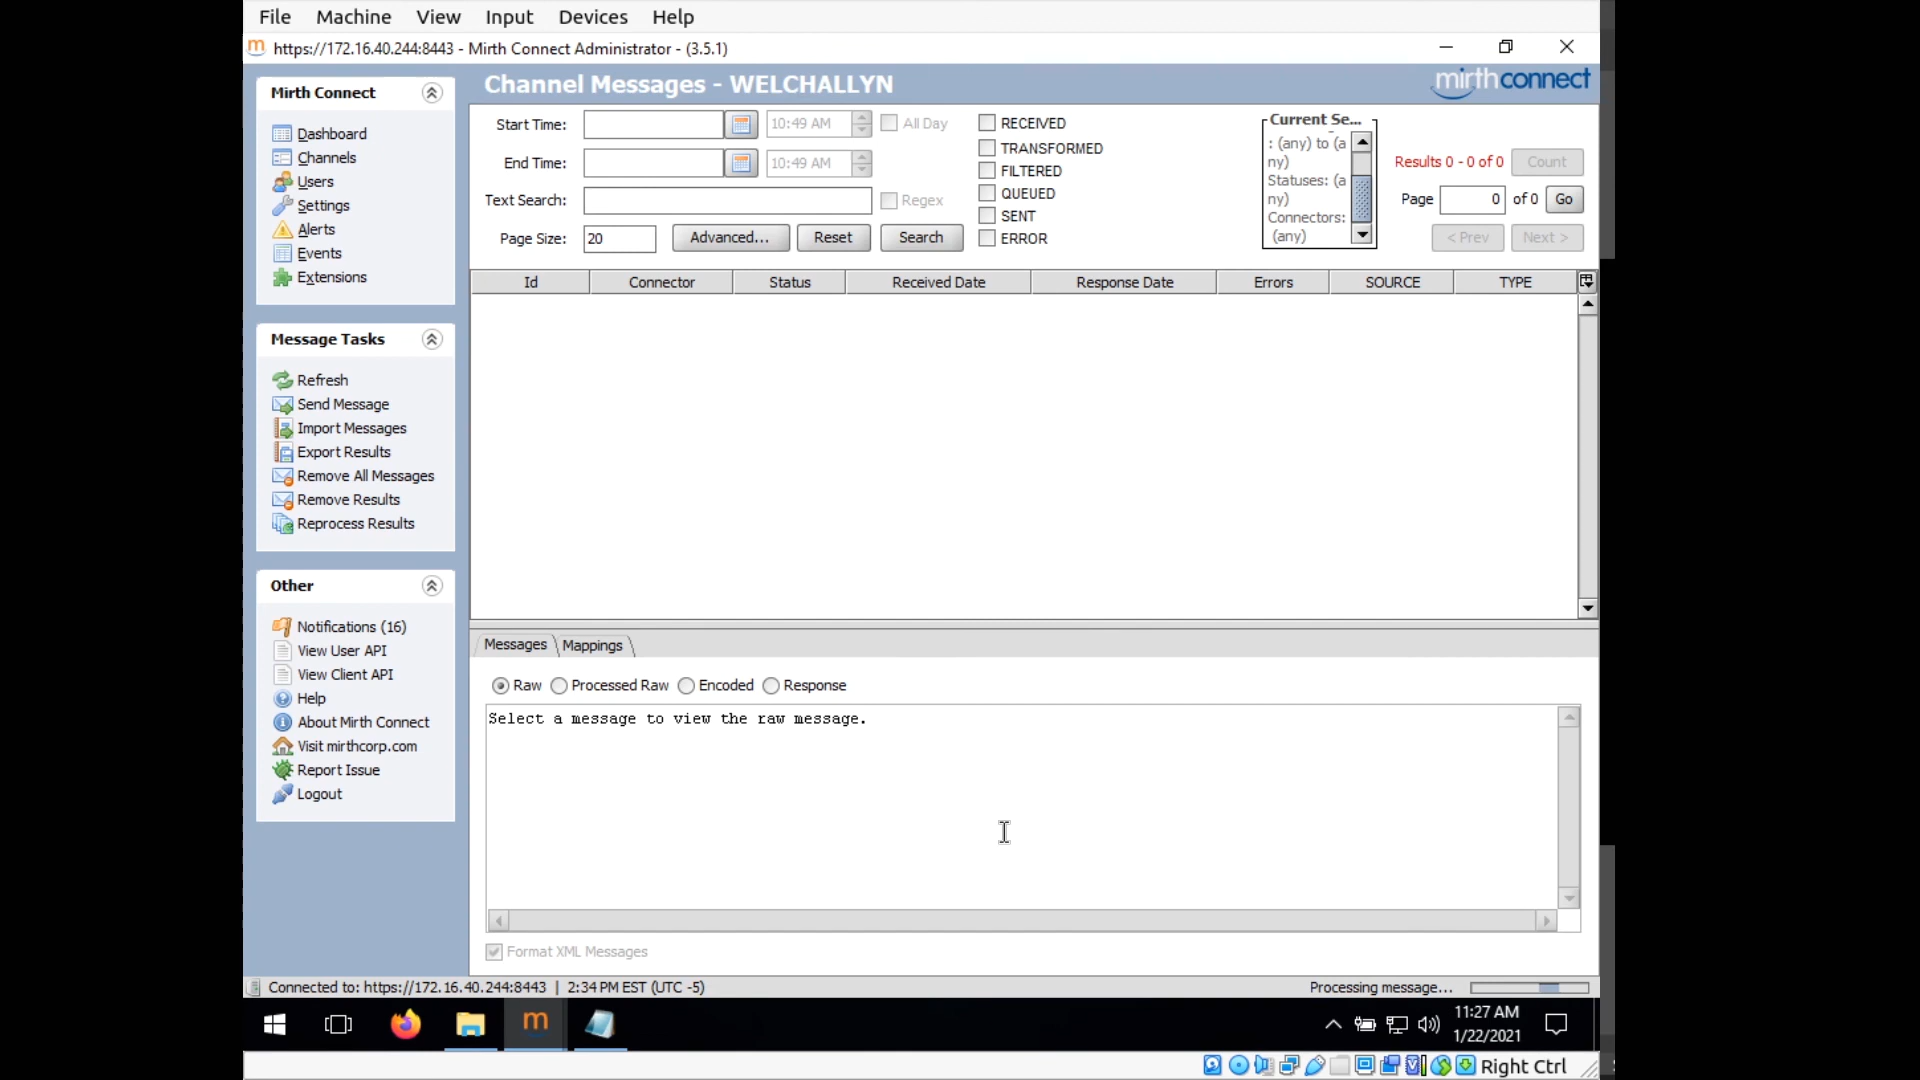 File Machine View Input Devices Help
https://172.16.40.244:8443 - Mirth Connect Administrator - (3.5.1)
Mirth Connect
Dashboard
Channels
Users
Settings
Alerts
Events
Extensions
Message Tasks
Refresh
Send Message
Import Messages
Export Results
Remove All Messages
Remove Results
Reprocess Results
Other
Notifications (16)
View User API
View Client API
Help
About Mirth Connect
Visit mirthcorp.com
Report Issue
Logout
Channel Messages - WELCHALLYN
mirthconnect
Start Time: 10:49 AM All Day
End Time: 10:49 AM
Text Search: Regex
Page Size: 20 Advanced... Reset Search
RECEIVED
TRANSFORMED
FILTERED
QUEUED
SENT
ERROR
Current Se...
: (any) to (a
ny)
Statuses: (a
ny)
Connectors:
(any)
Results 0 - 0 of 0 Count
Page 0 of 0 Go
< Prev Next >
Id Connector Status Received Date Response Date Errors SOURCE TYPE
Messages Mappings
Raw Processed Raw Encoded Response
Select a message to view the raw message.
Format XML Messages
Connected to: https://172.16.40.244:8443 | 2:34 PM EST (UTC -5) Processing message...
11:27 AM
1/22/2021
Right Ctrl